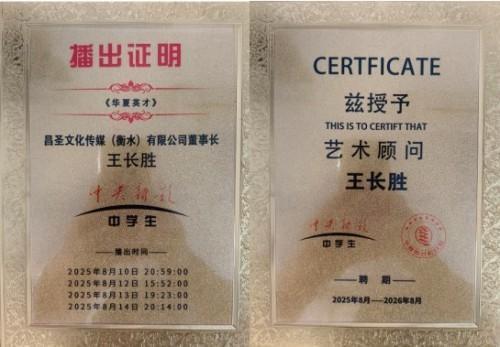 播出证明
《华夏英才》
昌圣文化传媒（衡水）有限公司董事长
王长胜
中学生
播出时间
2025年8月10日 20:59:00
2025年8月12日 15:52:00
2025年8月13日 19:23:00
2025年8月14日 20:14:00
CERTFICATE
兹授予
THIS IS TO CERTIFT THAT
艺术顾问
王长胜
中学生
聘 期
2025年8月——2026年8月